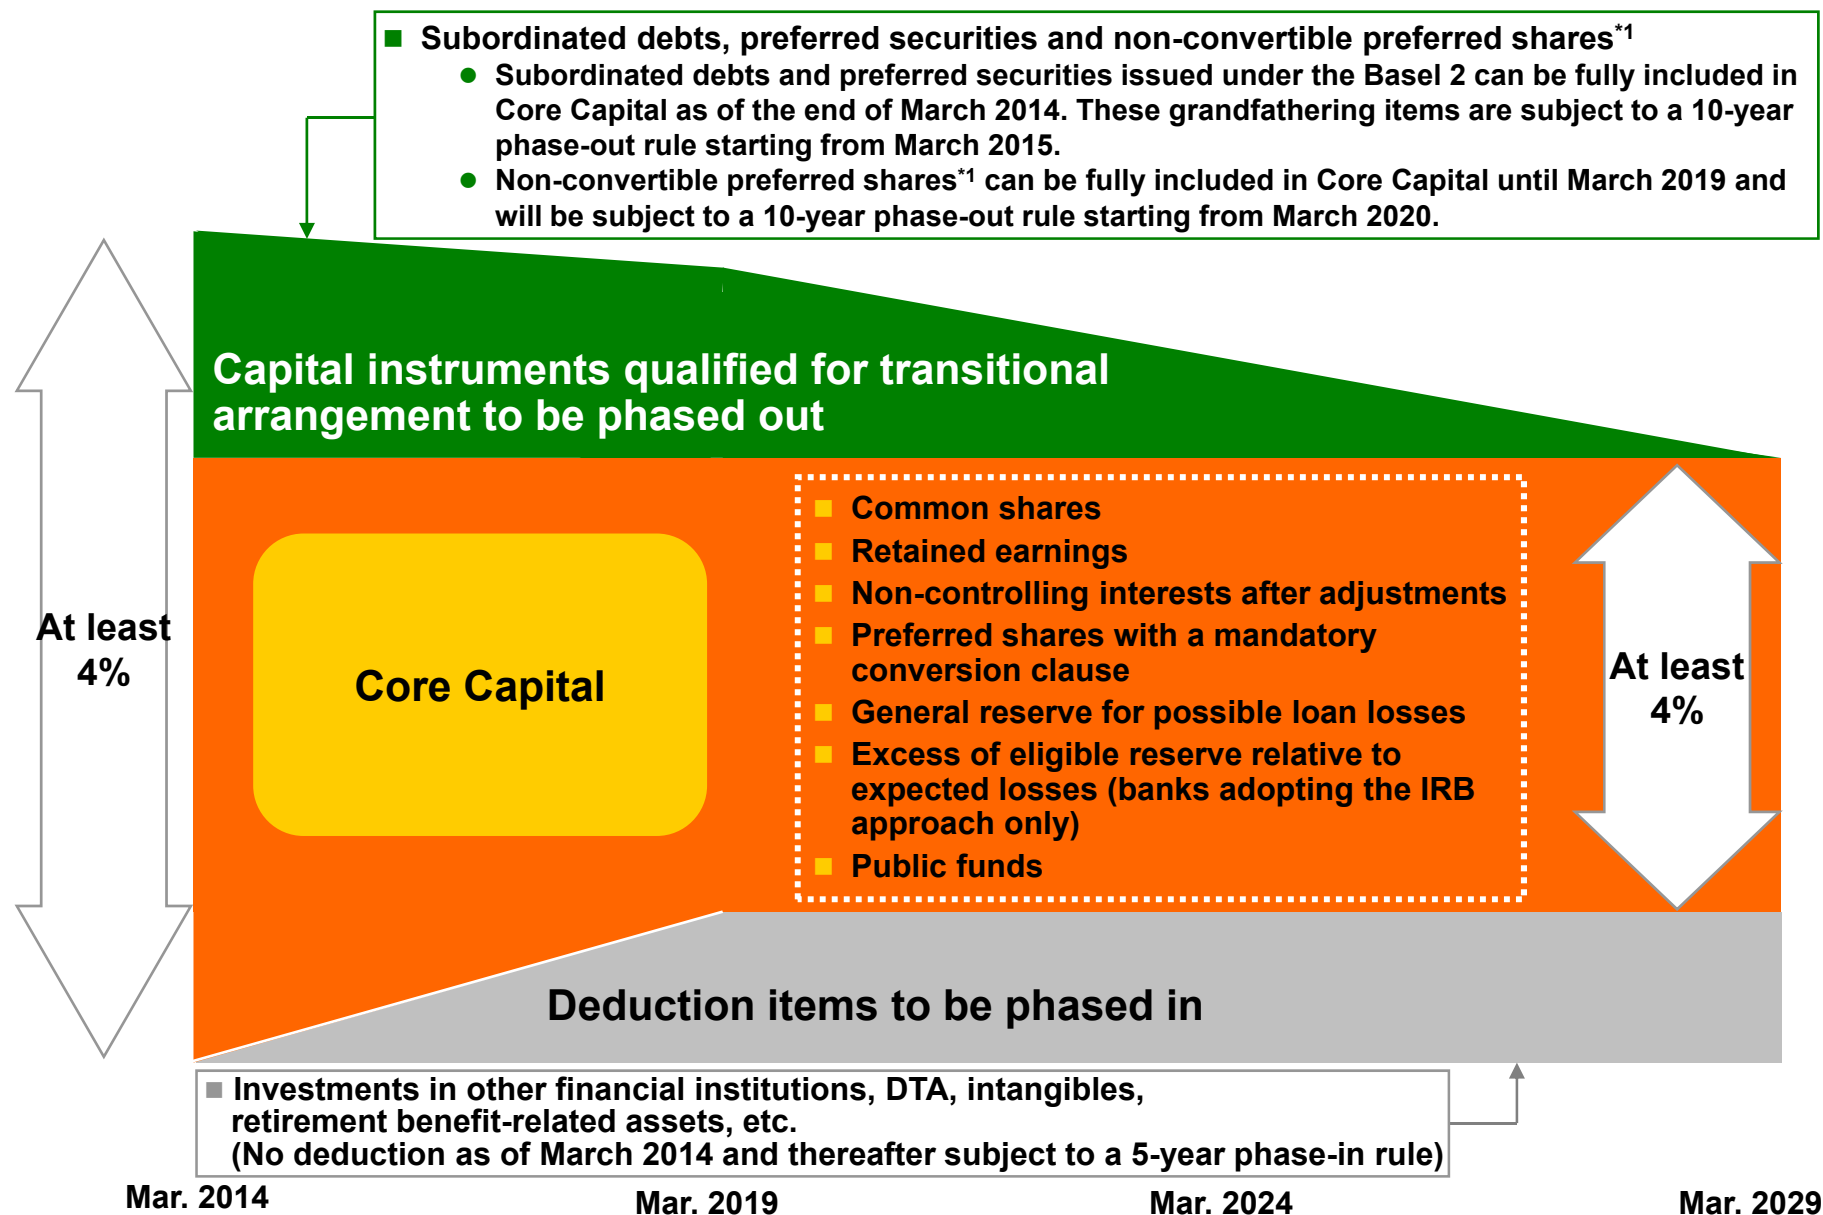 Subordinated debts, preferred securities and non-convertible preferred shares*1
Subordinated debts and preferred securities issued under the Basel 2 can be fully included in
Core Capital as of the end of March 2014. These grandfathering items are subject to a 10-year
phase-out rule starting from March 2015.
Non-convertible preferred shares*1 can be fully included in Core Capital until March 2019 and
will be subject to a 10-year phase-out rule starting from March 2020.
Capital instruments qualified for transitional
arrangement to be phased out
At least
4%
Core Capital
Common shares
Retained earnings
Non-controlling interests after adjustments
Preferred shares with a mandatory
conversion clause
General reserve for possible loan losses
Excess of eligible reserve relative to
expected losses (banks adopting the IRB
approach only)
Public funds
At least
4%
Deduction items to be phased in
Investments in other financial institutions, DTA, intangibles,
retirement benefit-related assets, etc.
(No deduction as of March 2014 and thereafter subject to a 5-year phase-in rule)
Mar. 2014
Mar. 2019
Mar. 2024
Mar. 2029